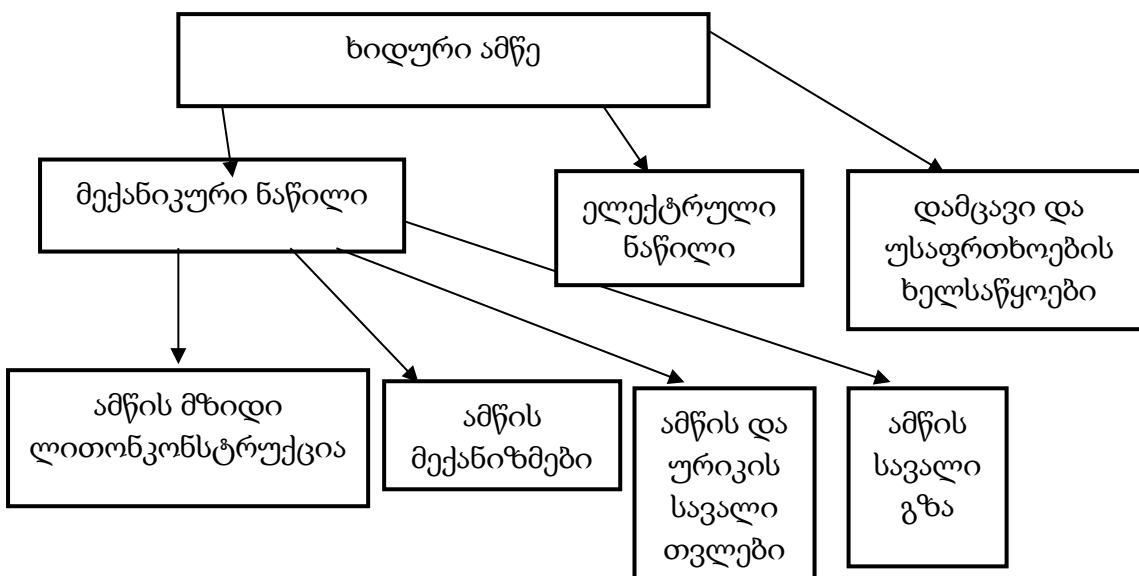 ხიდური ამწე
მექანიკური ნაწილი
ელექტრული
ნაწილი
დამცავი და
უსაფრთხოების
ხელსაწყოები
ამწის მზიდი
ლითონკონსტრუქცია
ამწის
მექანიზმები
ამწის და
ურიკის
სავალი
თვლები
ამწის
სავალი
გზა